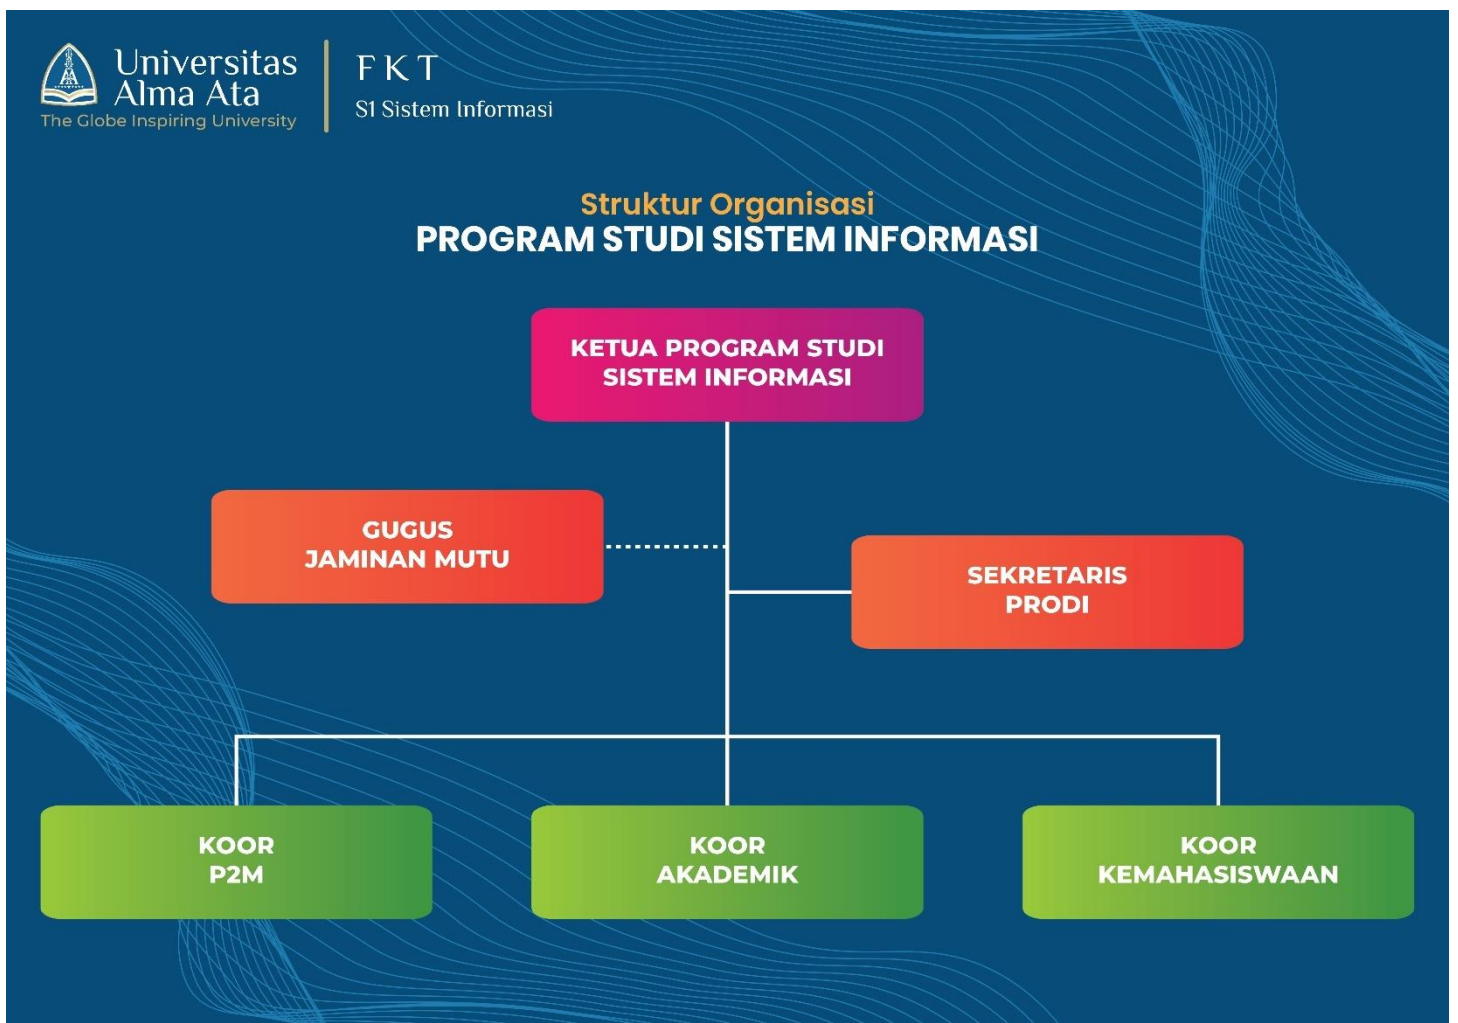 Universitas
Alma Ata
The Globe Inspiring University
FKT
S1 Sistem Informasi
Struktur Organisasi
PROGRAM STUDI SISTEM INFORMASI
KETUA PROGRAM STUDI
SISTEM INFORMASI
GUGUS
JAMINAN MUTU
SEKRETARIS
PRODI
KOOR
P2M
KOOR
AKADEMIK
KOOR
KEMAHASISWAAN